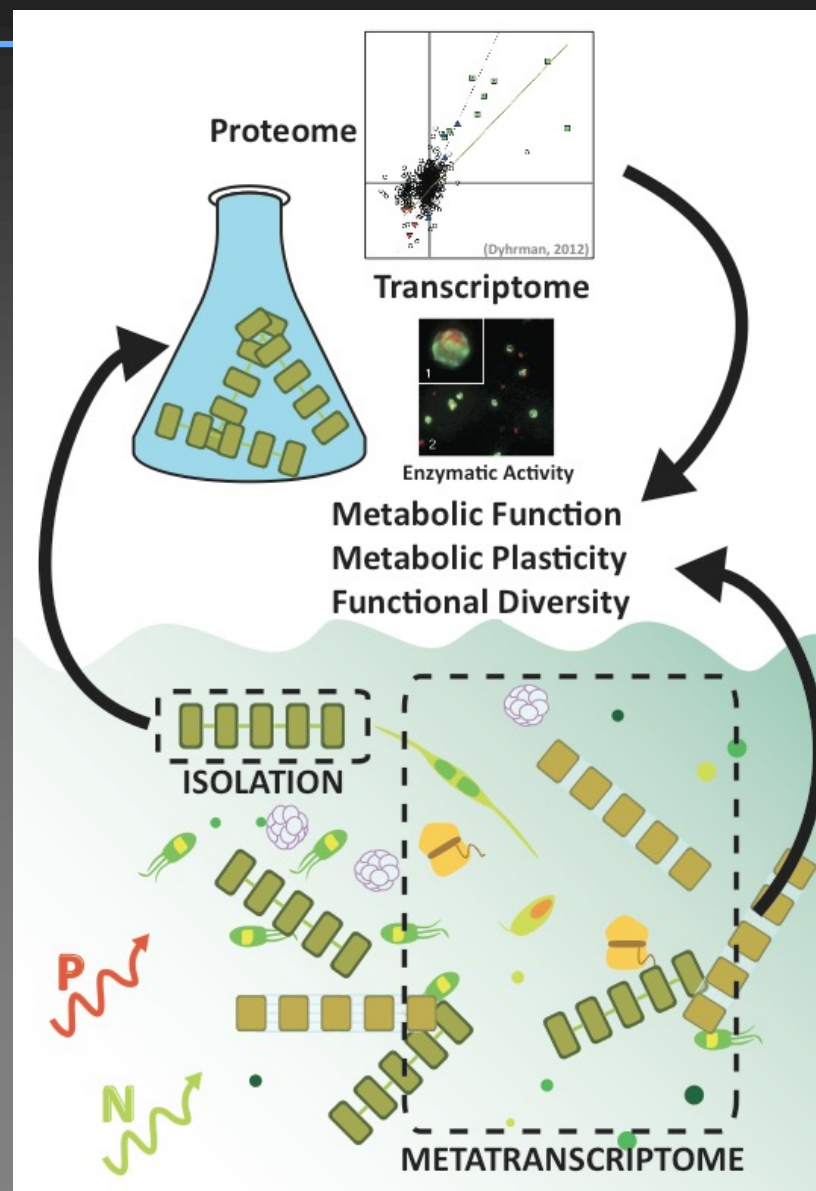 Proteome
(Dyhrman, 2012)
Transcriptome
1
2
Enzymatic Activity
Metabolic Function
Metabolic Plasticity
Functional Diversity
ISOLATION
P
N
METATRANSCRIPTOME